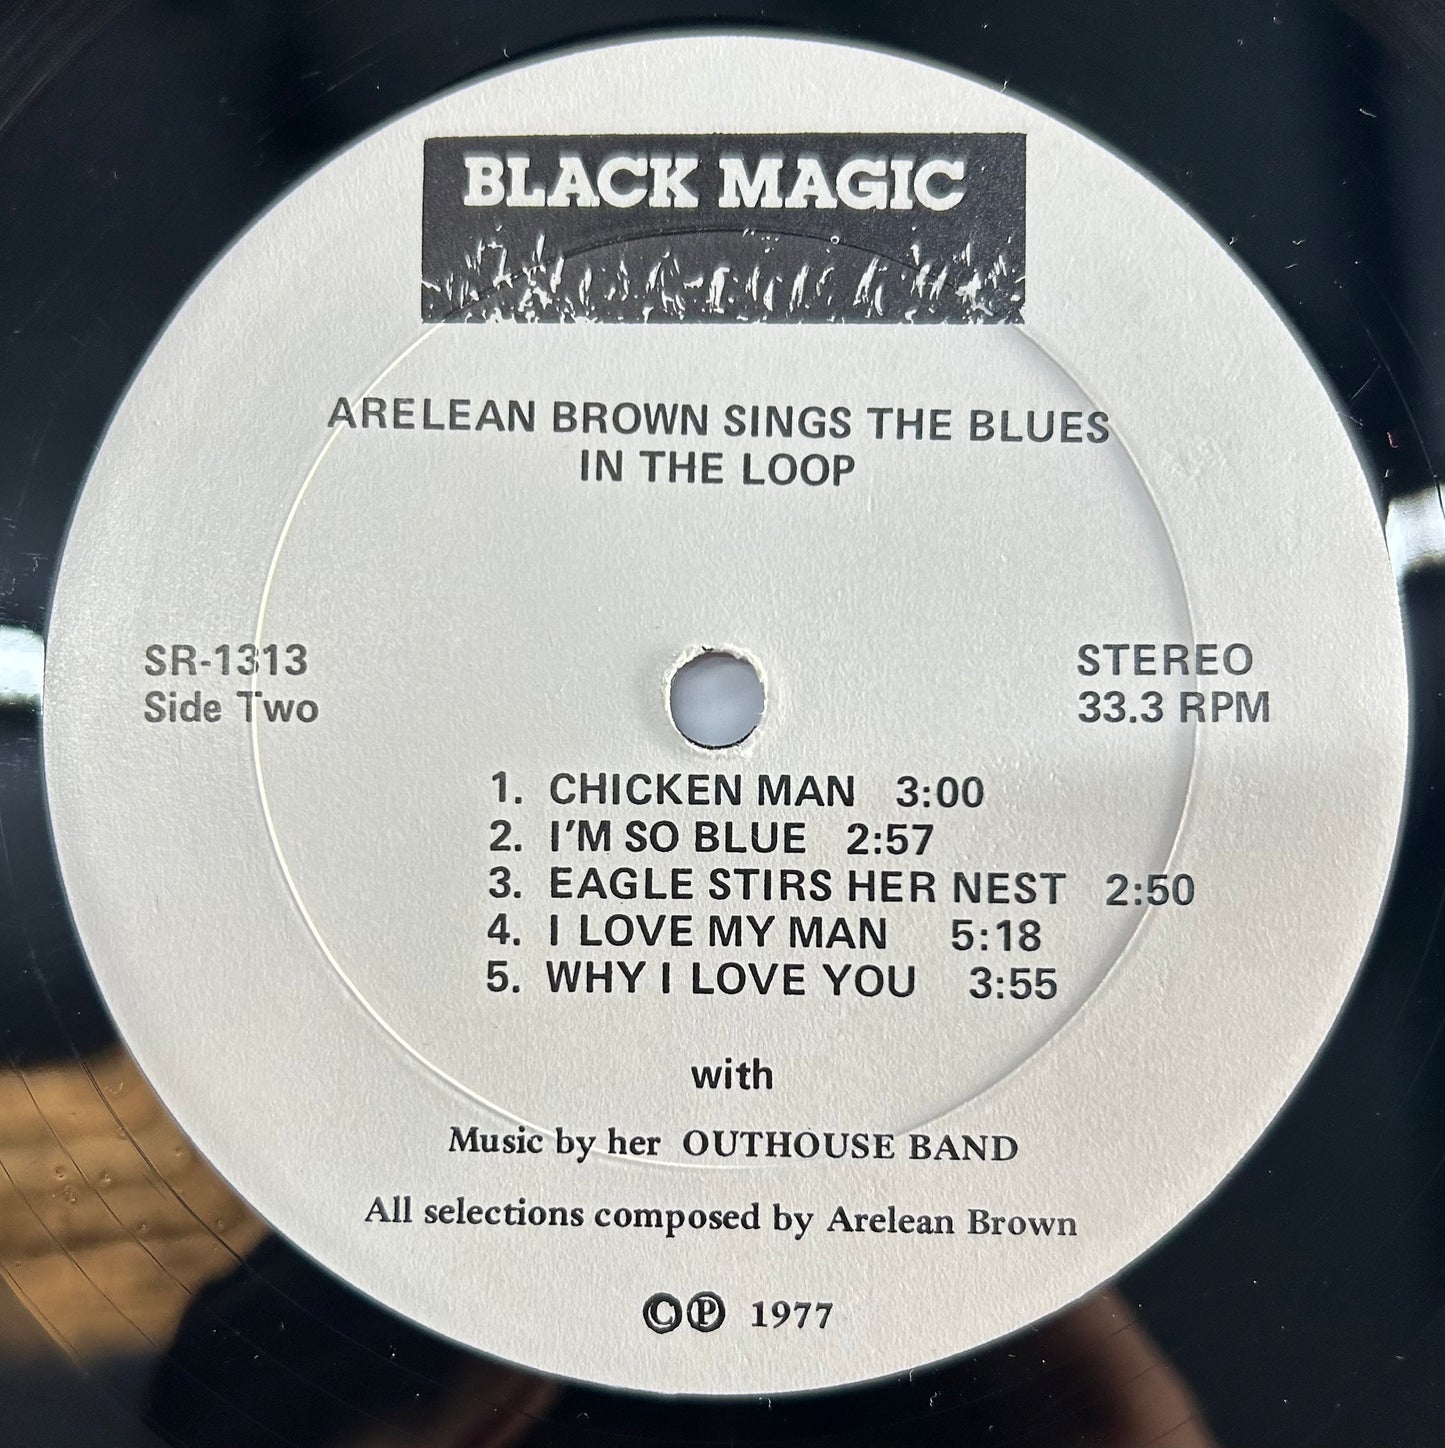 BLACK MAGIC
ARELEAN BROWN SINGS THE BLUES
IN THE LOOP
SR-1313
Side Two
STEREO
33.3 RPM
1. CHICKEN MAN 3:00
2. I'M SO BLUE 2:57
3. EAGLE STIRS HER NEST 2:50
4. I LOVE MY MAN 5:18
5. WHY I LOVE YOU 3:55
with
Music by her OUTHOUSE BAND
All selections composed by Arelean Brown
©℗ 1977